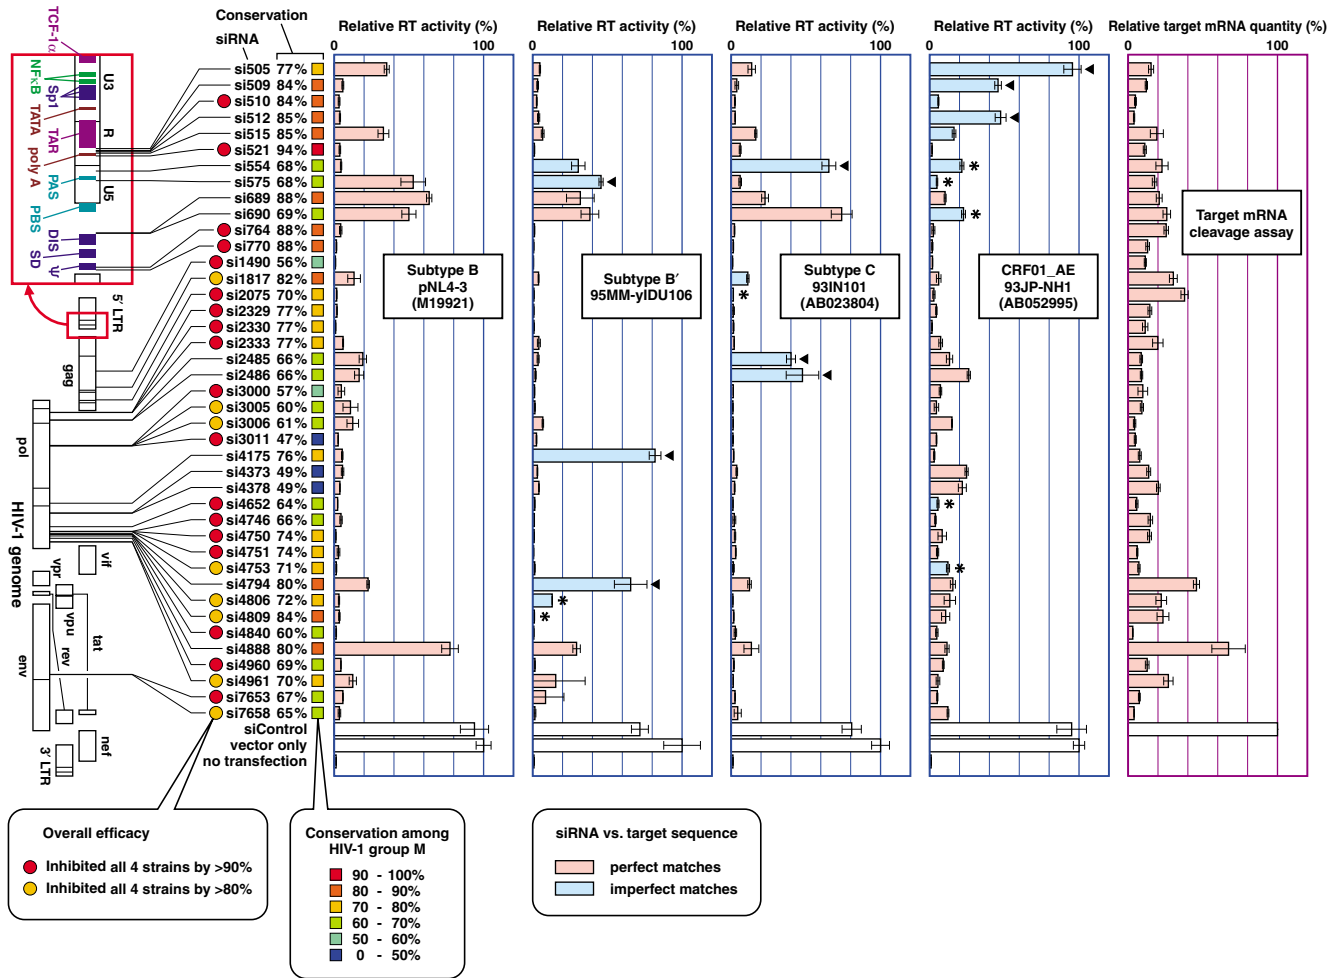 Conservation
siRNA
Relative RT activity (%)
Relative RT activity (%)
Relative RT activity (%)
Relative RT activity (%)
Relative target mRNA quantity (%)
0 100
0 100
0 100
0 100
0 100
si505 77%
si509 84%
si510 84%
si512 85%
si515 85%
si521 94%
si554 68%
si575 68%
si689 88%
si690 69%
si764 88%
si770 88%
si1490 56%
si1817 82%
si2075 70%
si2329 77%
si2330 77%
si2333 77%
si2485 66%
si2486 66%
si3000 57%
si3005 60%
si3006 61%
si3011 47%
si4175 76%
si4373 49%
si4378 49%
si4652 64%
si4746 66%
si4750 74%
si4751 74%
si4753 71%
si4794 80%
si4806 72%
si4809 84%
si4840 60%
si4888 80%
si4960 69%
si4961 70%
si7653 67%
si7658 65%
siControl
vector only
no transfection
TCF-1α
NFκB
Sp1
TATA
TAR
poly A
PAS
PBS
DIS
SD
Ψ
U3
R
U5
5′ LTR
gag
pol
HIV-1 genome
vif
vpr
vpu
tat
rev
env
nef
3′ LTR
Subtype B
pNL4-3
(M19921)
Subtype B′
95MM-yIDU106
Subtype C
93IN101
(AB023804)
CRF01_AE
93JP-NH1
(AB052995)
Target mRNA
cleavage assay
* * * * * * * *
Overall efficacy
Inhibited all 4 strains by >90%
Inhibited all 4 strains by >80%
Conservation among
HIV-1 group M
90 - 100%
80 - 90%
70 - 80%
60 - 70%
50 - 60%
0 - 50%
siRNA vs. target sequence
perfect matches
imperfect matches